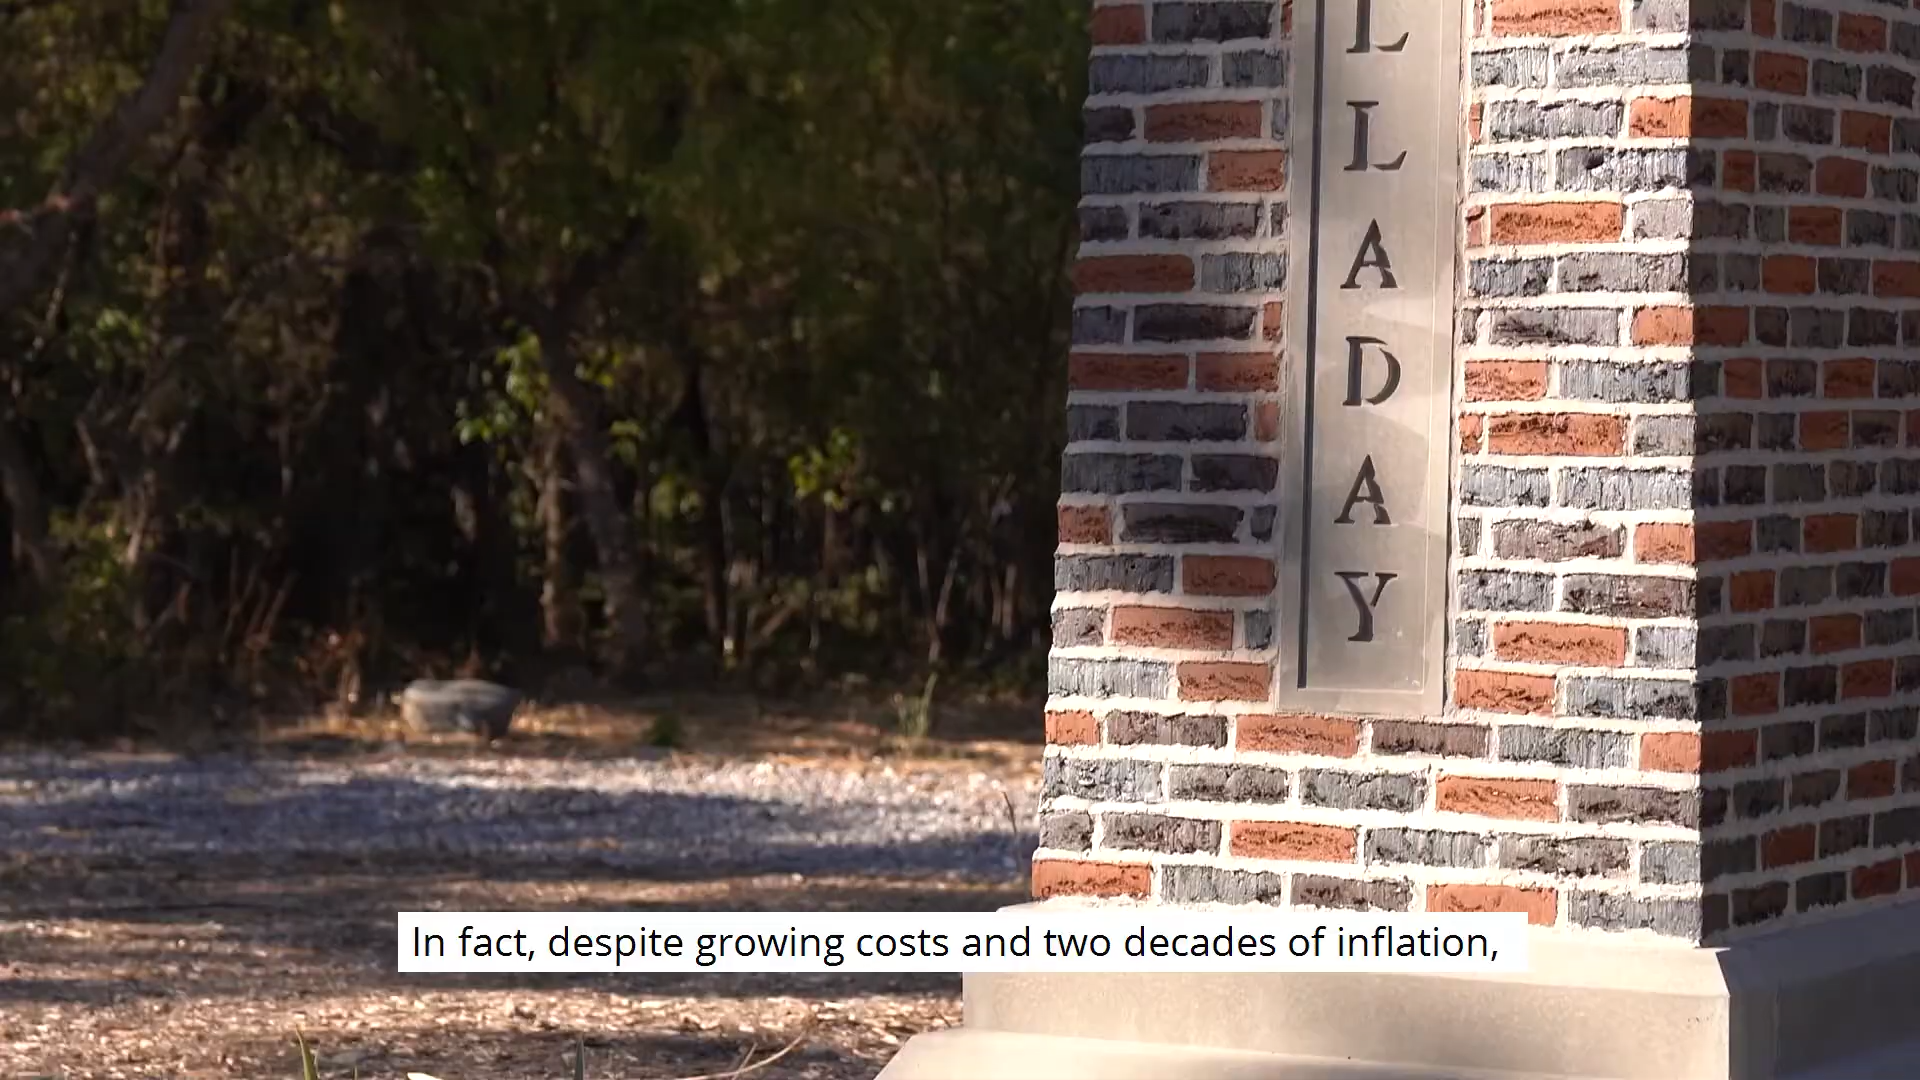 LLADAY
In fact, despite growing costs and two decades of inflation,